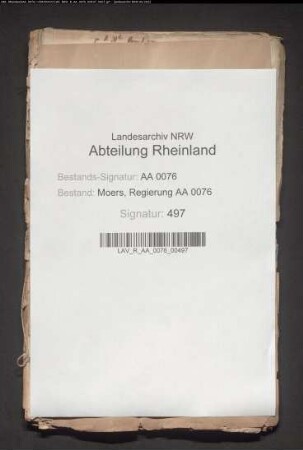 Landesarchiv NRW
Abteilung Rheinland
Bestands-Signatur: AA 0076
Bestand: Moers, Regierung AA 0076
Signatur: 497
LAV_R_AA_0076_00497